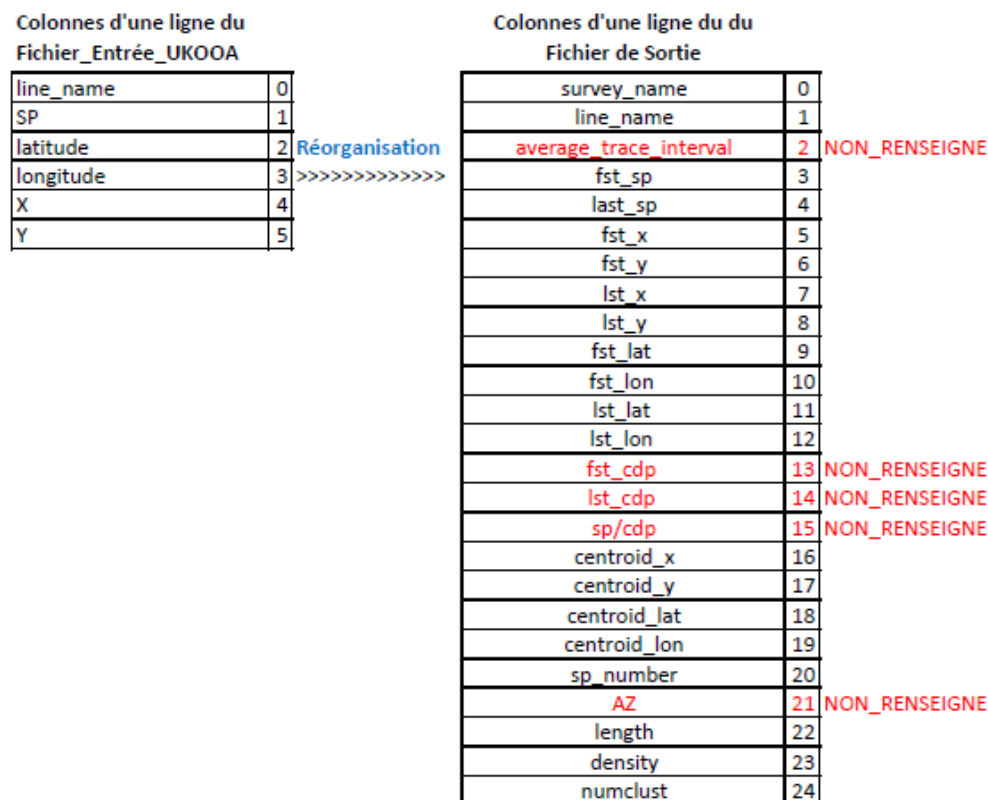 Colonnes d'une ligne du
Fichier_Entrée_UKOOA
line_name 0
SP 1
latitude 2
longitude 3
X 4
Y 5
Réorganisation
>>>>>>>>>>>>>
Colonnes d'une ligne du du
Fichier de Sortie
survey_name 0
line_name 1
average_trace_interval 2 NON_RENSEIGNE
fst_sp 3
last_sp 4
fst_x 5
fst_y 6
lst_x 7
lst_y 8
fst_lat 9
fst_lon 10
lst_lat 11
lst_lon 12
fst_cdp 13 NON_RENSEIGNE
lst_cdp 14 NON_RENSEIGNE
sp/cdp 15 NON_RENSEIGNE
centroid_x 16
centroid_y 17
centroid_lat 18
centroid_lon 19
sp_number 20
AZ 21 NON_RENSEIGNE
length 22
density 23
numclust 24